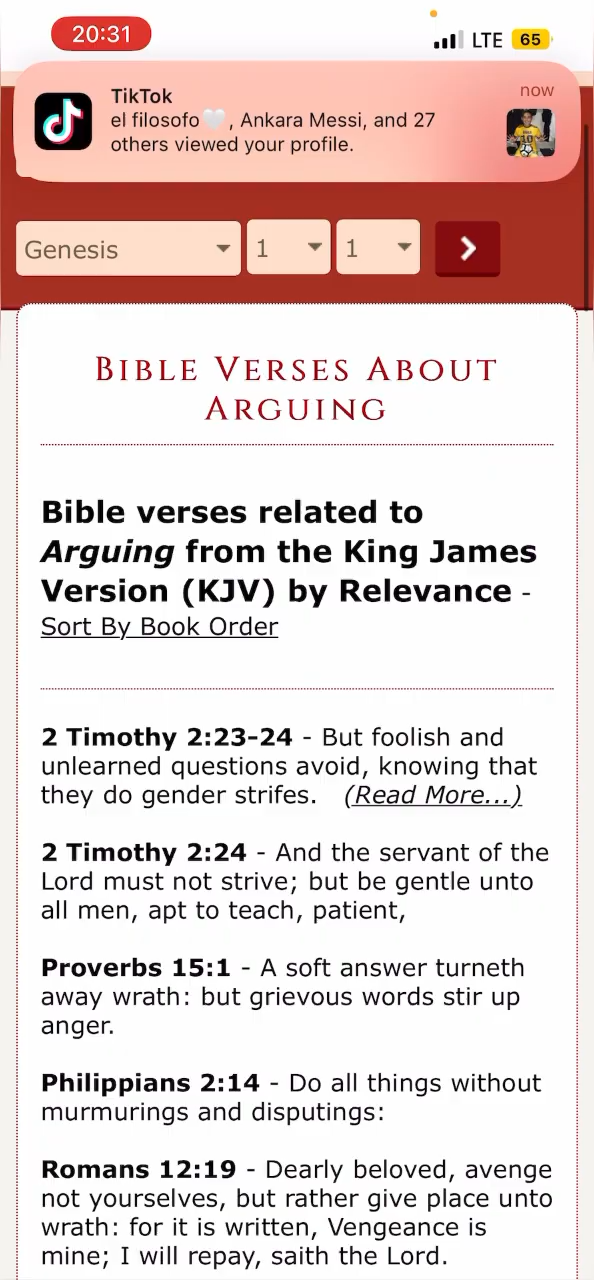 20:31
LTE 65
TikTok
now
el filosofo🤍, Ankara Messi, and 27
others viewed your profile.
Genesis 1 1
Bible Verses About
Arguing
Bible verses related to
Arguing from the King James
Version (KJV) by Relevance -
Sort By Book Order
2 Timothy 2:23-24 - But foolish and
unlearned questions avoid, knowing that
they do gender strifes. (Read More...)
2 Timothy 2:24 - And the servant of the
Lord must not strive; but be gentle unto
all men, apt to teach, patient,
Proverbs 15:1 - A soft answer turneth
away wrath: but grievous words stir up
anger.
Philippians 2:14 - Do all things without
murmurings and disputings:
Romans 12:19 - Dearly beloved, avenge
not yourselves, but rather give place unto
wrath: for it is written, Vengeance is
mine; I will repay, saith the Lord.